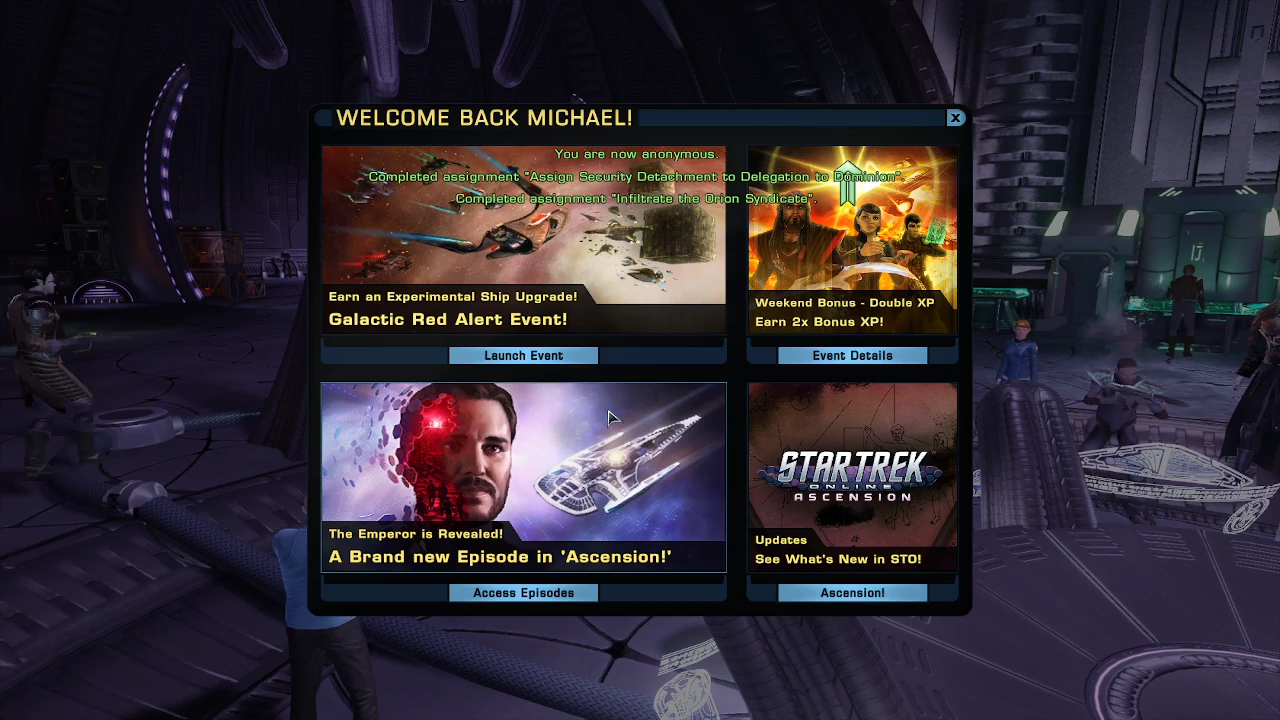 WELCOME BACK MICHAEL!
x
You are now anonymous.
Completed assignment "Assign Security Detachment to Delegation to Dominion".
Completed assignment "Infiltrate the Orion Syndicate".
Earn an Experimental Ship Upgrade!
Galactic Red Alert Event!
Launch Event
Weekend Bonus - Double XP
Earn 2x Bonus XP!
Event Details
The Emperor is Revealed!
A Brand new Episode in 'Ascension!'
Access Episodes
STAR TREK
ONLINE
ASCENSION
Updates
See What's New in STO!
Ascension!